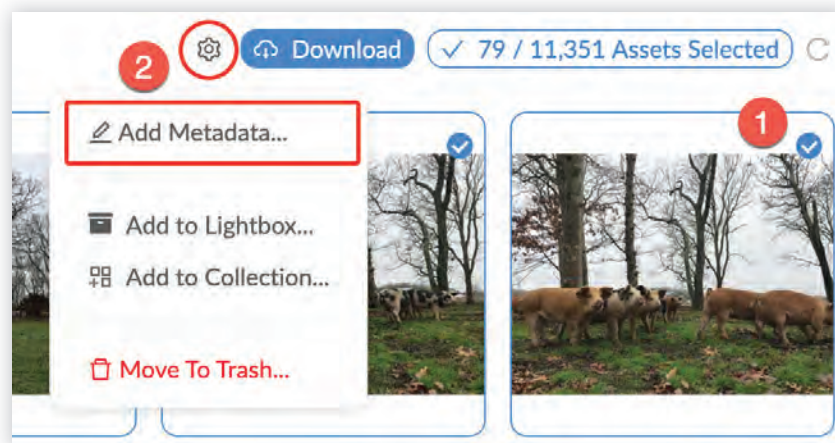 2
Download
79 / 11,351 Assets Selected
1
Add Metadata...
Add to Lightbox...
Add to Collection...
Move To Trash...